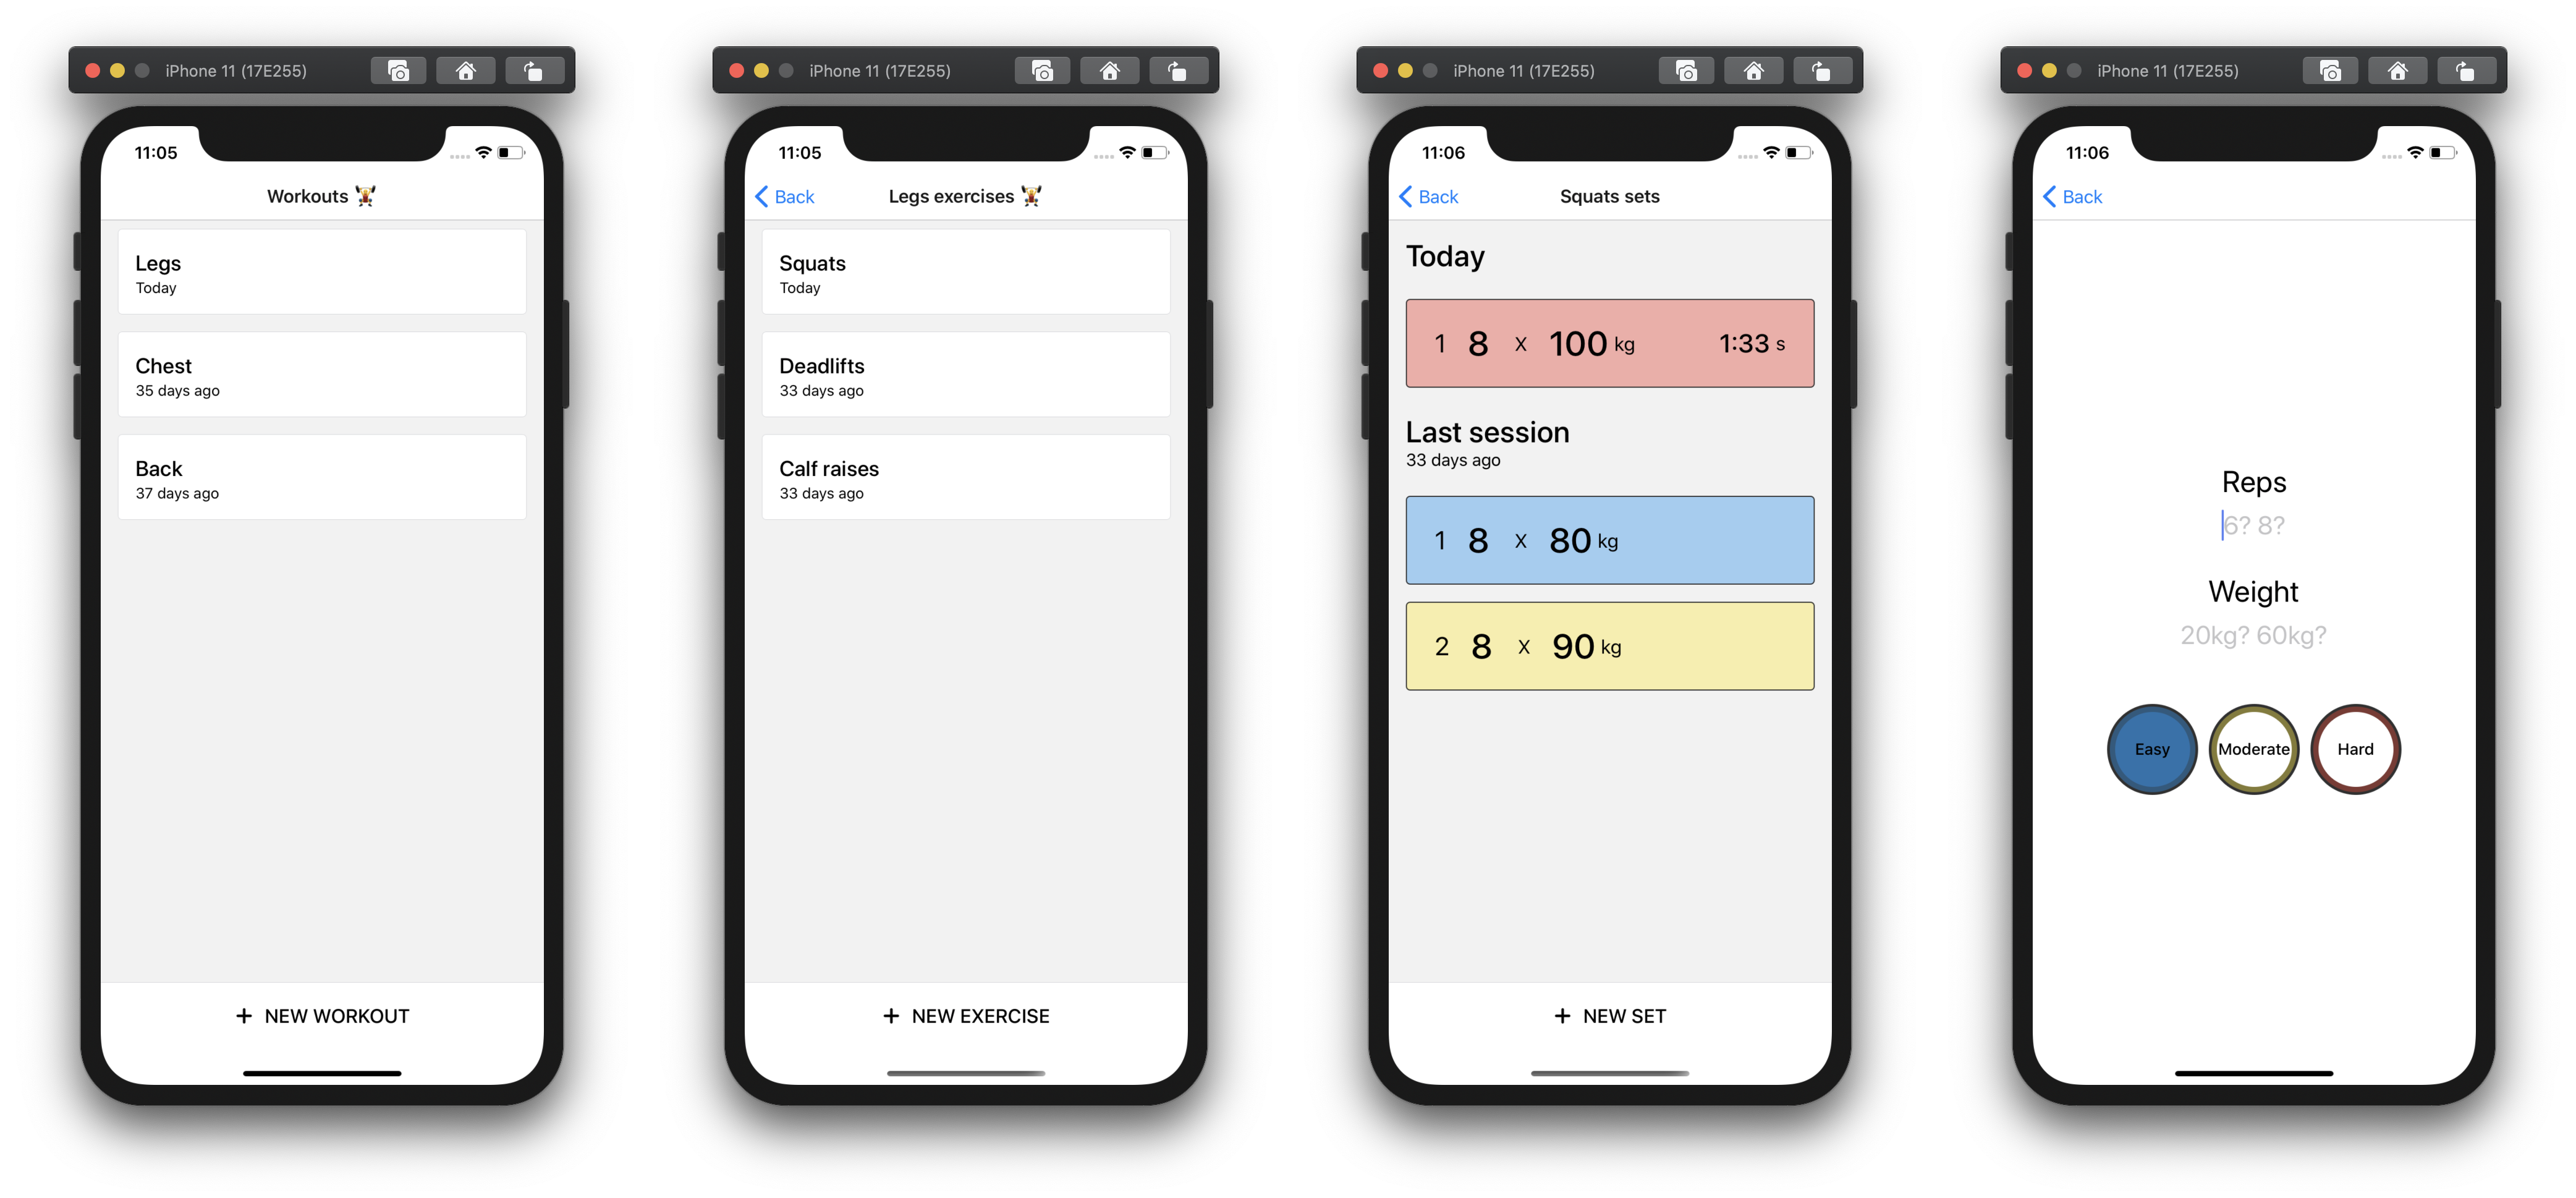 iPhone 11 (17E255)
11:05
Workouts 🏋️
Legs
Today
Chest
35 days ago
Back
37 days ago
+ NEW WORKOUT
iPhone 11 (17E255)
11:05
Back
Legs exercises 🏋️
Squats
Today
Deadlifts
33 days ago
Calf raises
33 days ago
+ NEW EXERCISE
iPhone 11 (17E255)
11:06
Back
Squats sets
Today
1 8 x 100 kg 1:33 s
Last session
33 days ago
1 8 x 80 kg
2 8 x 90 kg
+ NEW SET
iPhone 11 (17E255)
11:06
Back
Reps
6? 8?
Weight
20kg? 60kg?
Easy Moderate Hard